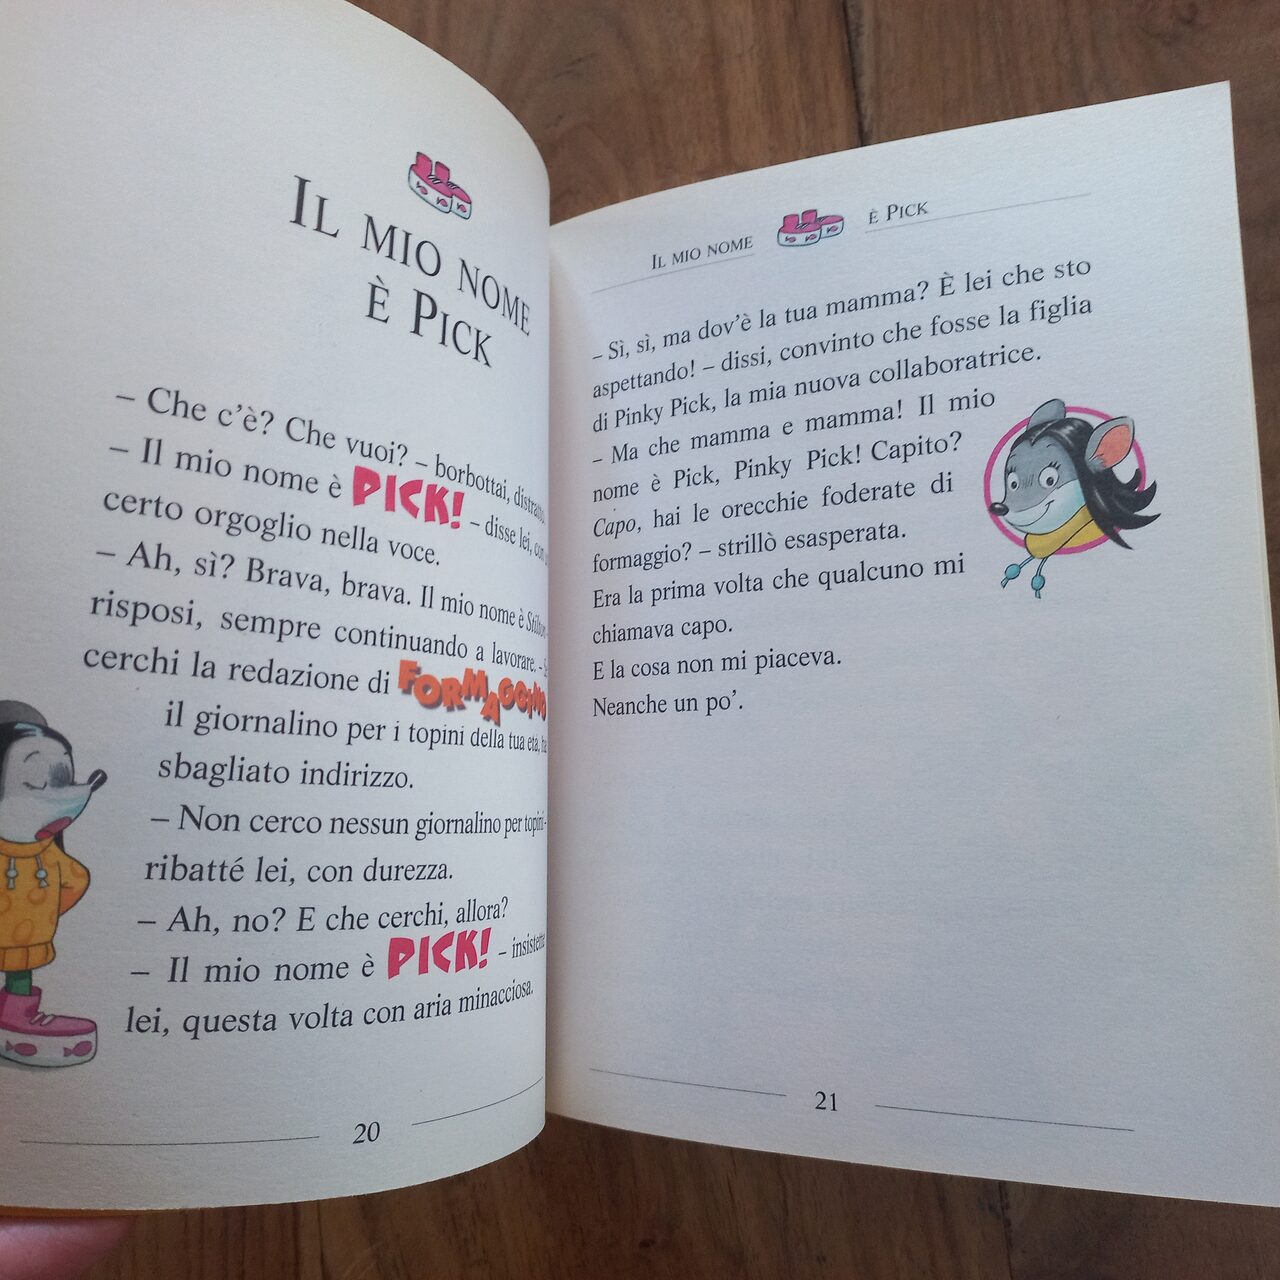 IL MIO NOME
È PICK
– Che c'è? Che vuoi? – borbottai, distratto.
– Il mio nome è PICK! – disse lei, con un
certo orgoglio nella voce.
– Ah, sì? Brava, brava. Il mio nome è Stilton –
risposi, sempre continuando a lavorare. – Se
cerchi la redazione di FORMAGGINO
il giornalino per i topini della tua età, hai
sbagliato indirizzo.
– Non cerco nessun giornalino per topini –
ribatté lei, con durezza.
– Ah, no? E che cerchi, allora?
– Il mio nome è PICK! – insistette
lei, questa volta con aria minacciosa.
20
IL MIO NOME È PICK
– Sì, sì, ma dov'è la tua mamma? È lei che sto
aspettando! – dissi, convinto che fosse la figlia
di Pinky Pick, la mia nuova collaboratrice.
– Ma che mamma e mamma! Il mio
nome è Pick, Pinky Pick! Capito?
Capo, hai le orecchie foderate di
formaggio? – strillò esasperata.
Era la prima volta che qualcuno mi
chiamava capo.
E la cosa non mi piaceva.
Neanche un po'.
21